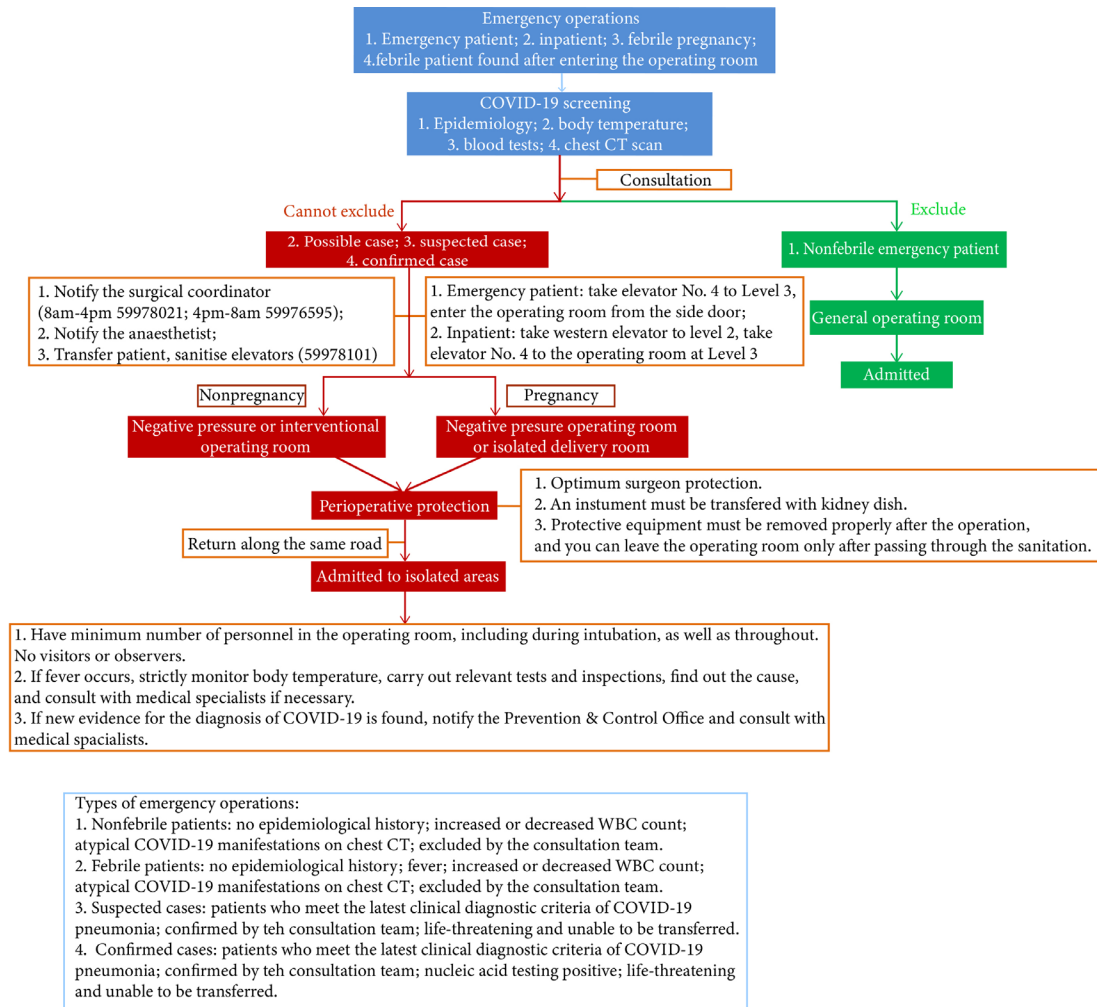 Emergency operations
1. Emergency patient; 2. inpatient; 3. febrile pregnancy;
4.febrile patient found after entering the operating room
COVID-19 screening
1. Epidemiology; 2. body temperature;
3. blood tests; 4. chest CT scan
Consultation
Cannot exclude
Exclude
2. Possible case; 3. suspected case;
4. confirmed case
1. Nonfebrile emergency patient
1. Notify the surgical coordinator
(8am-4pm 59978021; 4pm-8am 59976595);
2. Notify the anaesthetist;
3. Transfer patient, sanitise elevators (59978101)
1. Emergency patient: take elevator No. 4 to Level 3,
enter the operating room from the side door;
2. Inpatient: take western elevator to level 2, take
elevator No. 4 to the operating room at Level 3
General operating room
Admitted
Nonpregnancy
Pregnancy
Negative pressure or interventional
operating room
Negative presure operating room
or isolated delivery room
Perioperative protection
1. Optimum surgeon protection.
2. An instument must be transfered with kidney dish.
3. Protective equipment must be removed properly after the operation,
and you can leave the operating room only after passing through the sanitation.
Return along the same road
Admitted to isolated areas
1. Have minimum number of personnel in the operating room, including during intubation, as well as throughout.
No visitors or observers.
2. If fever occurs, strictly monitor body temperature, carry out relevant tests and inspections, find out the cause,
and consult with medical specialists if necessary.
3. If new evidence for the diagnosis of COVID-19 is found, notify the Prevention & Control Office and consult with
medical spacialists.
Types of emergency operations:
1. Nonfebrile patients: no epidemiological history; increased or decreased WBC count;
atypical COVID-19 manifestations on chest CT; excluded by the consultation team.
2. Febrile patients: no epidemiological history; fever; increased or decreased WBC count;
atypical COVID-19 manifestations on chest CT; excluded by the consultation team.
3. Suspected cases: patients who meet the latest clinical diagnostic criteria of COVID-19
pneumonia; confirmed by teh consultation team; life-threatening and unable to be transferred.
4. Confirmed cases: patients who meet the latest clinical diagnostic criteria of COVID-19
pneumonia; confirmed by teh consultation team; nucleic acid testing positive; life-threatening
and unable to be transferred.